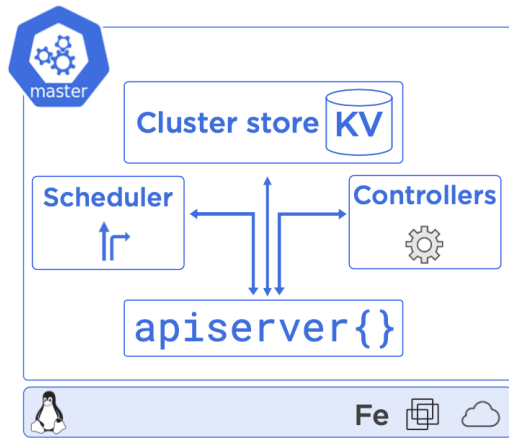 master
Cluster store KV
Scheduler
Controllers
apiserver{}
Fe